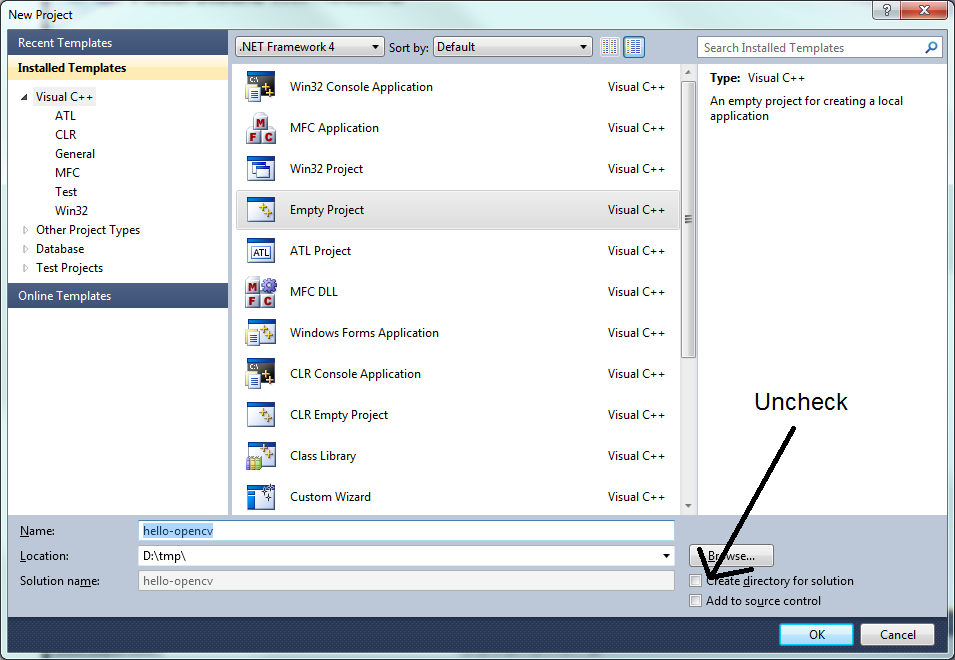 New Project
Recent Templates
Installed Templates
Visual C++
ATL
CLR
General
MFC
Test
Win32
Other Project Types
Database
Test Projects
Online Templates
.NET Framework 4 Sort by: Default
Search Installed Templates
Win32 Console Application Visual C++
MFC Application Visual C++
Win32 Project Visual C++
Empty Project Visual C++
ATL Project Visual C++
MFC DLL Visual C++
Windows Forms Application Visual C++
CLR Console Application Visual C++
CLR Empty Project Visual C++
Class Library Visual C++
Custom Wizard Visual C++
Type: Visual C++
An empty project for creating a local
application
Uncheck
Name: hello-opencv
Location: D:\tmp\ Browse...
Solution name: hello-opencv Create directory for solution
Add to source control
OK Cancel